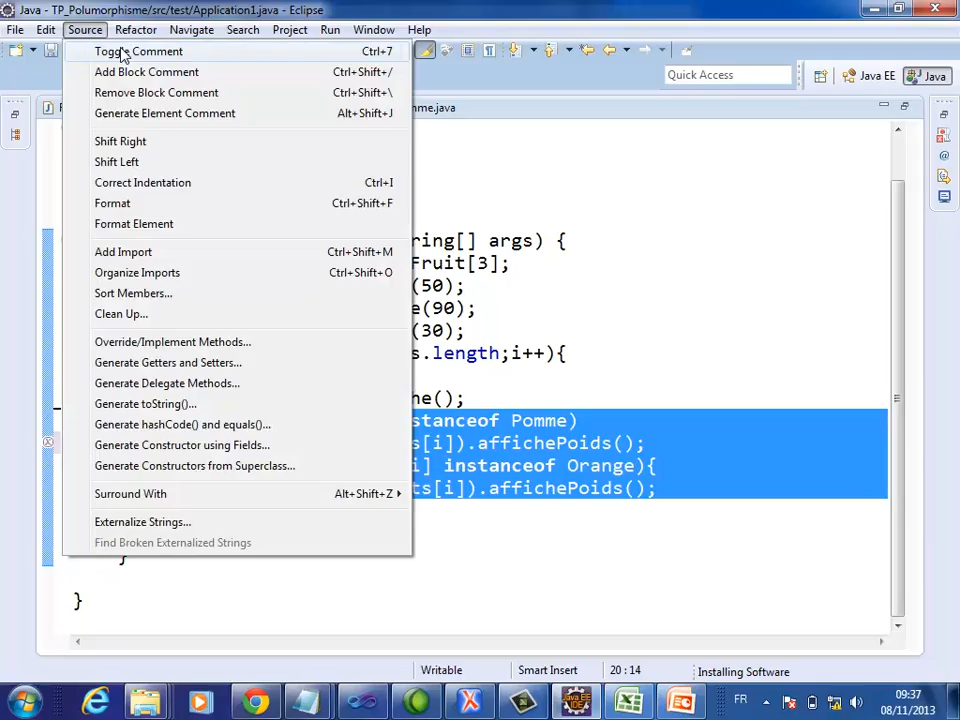 Java - TP_Polumorphisme/src/test/Application1.java - Eclipse
File Edit Source Refactor Navigate Search Project Run Window Help
Quick Access
Java EE
Java
me.java
Toggle Comment Ctrl+7
Add Block Comment Ctrl+Shift+/
Remove Block Comment Ctrl+Shift+\
Generate Element Comment Alt+Shift+J
Shift Right
Shift Left
Correct Indentation Ctrl+I
Format Ctrl+Shift+F
Format Element
Add Import Ctrl+Shift+M
Organize Imports Ctrl+Shift+O
Sort Members...
Clean Up...
Override/Implement Methods...
Generate Getters and Setters...
Generate Delegate Methods...
Generate toString()...
Generate hashCode() and equals()...
Generate Constructor using Fields...
Generate Constructors from Superclass...
Surround With Alt+Shift+Z
Externalize Strings...
Find Broken Externalized Strings
ring[] args) {
Fruit[3];
(50);
e(90);
(30);
s.length;i++){
he();
stanceof Pomme)
s[i]).affichePoids();
i] instanceof Orange){
ts[i]).affichePoids();
}
}
Writable Smart Insert 20 : 14 Installing Software
FR
09:37
08/11/2013